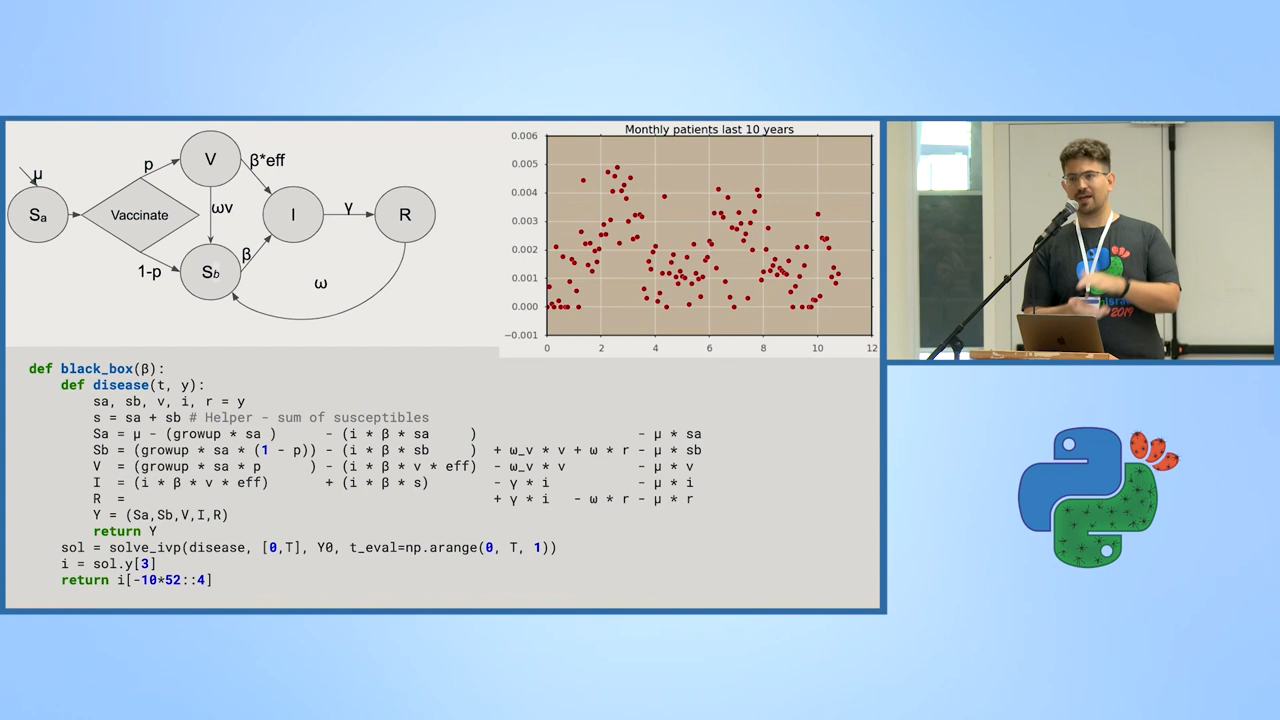 μ
Sa
Vaccinate
p
1-p
V
β*eff
ωv
Sb
β
I
γ
R
ω
Monthly patients last 10 years
0.006
0.005
0.004
0.003
0.002
0.001
0.000
−0.001
0 2 4 6 8 10 12
def black_box(β):
def disease(t, y):
sa, sb, v, i, r = y
s = sa + sb # Helper - sum of susceptibles
Sa = μ - (growup * sa ) - (i * β * sa ) - μ * sa
Sb = (growup * sa * (1 - p)) - (i * β * sb ) + ω_v * v + ω * r - μ * sb
V = (growup * sa * p ) - (i * β * v * eff) - ω_v * v - μ * v
I = (i * β * v * eff) + (i * β * s) - γ * i - μ * i
R = + γ * i - ω * r - μ * r
Y = (Sa,Sb,V,I,R)
return Y
sol = solve_ivp(disease, [0,T], Y0, t_eval=np.arange(0, T, 1))
i = sol.y[3]
return i[-10*52::4]
2019